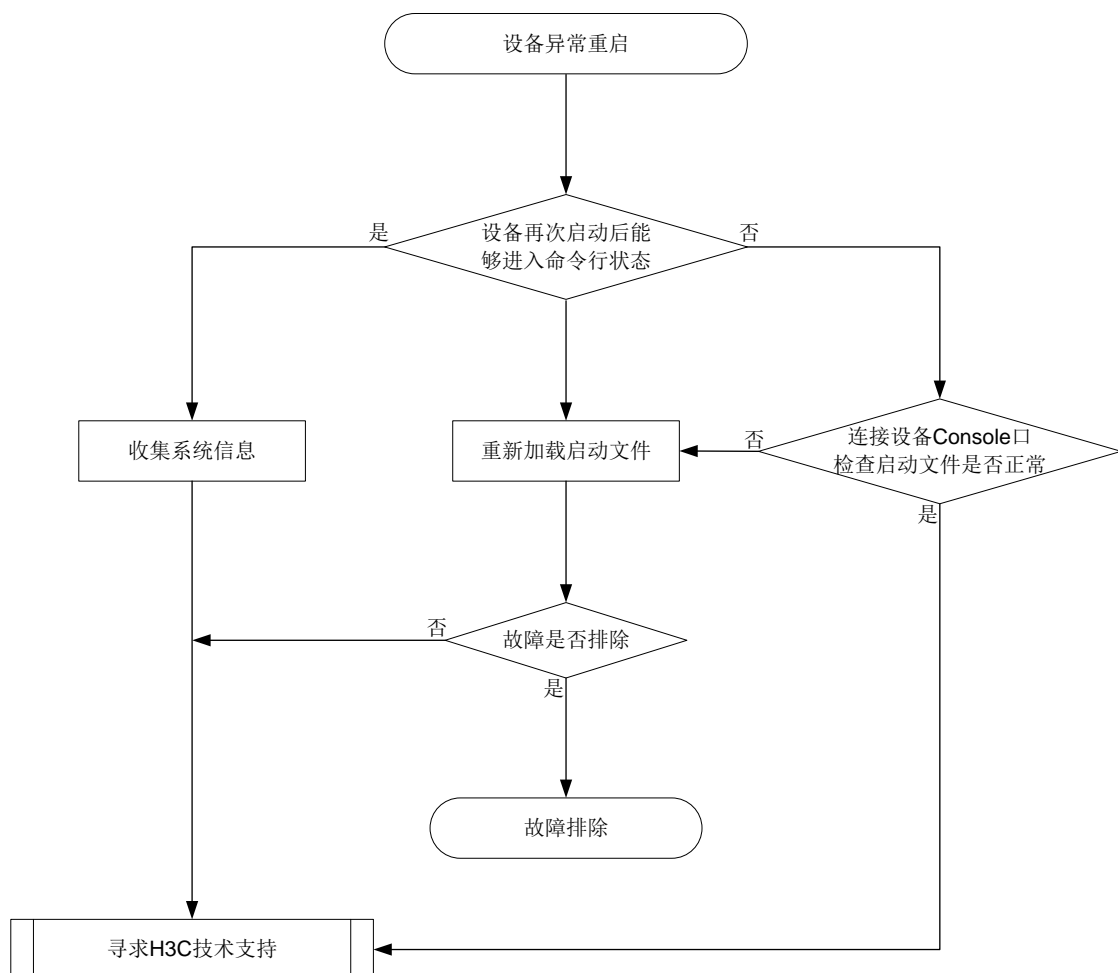 设备异常重启
设备再次启动后能
够进入命令行状态
是
否
收集系统信息
重新加载启动文件
否
连接设备Console口
检查启动文件是否正常
是
否
故障是否排除
是
故障排除
寻求H3C技术支持